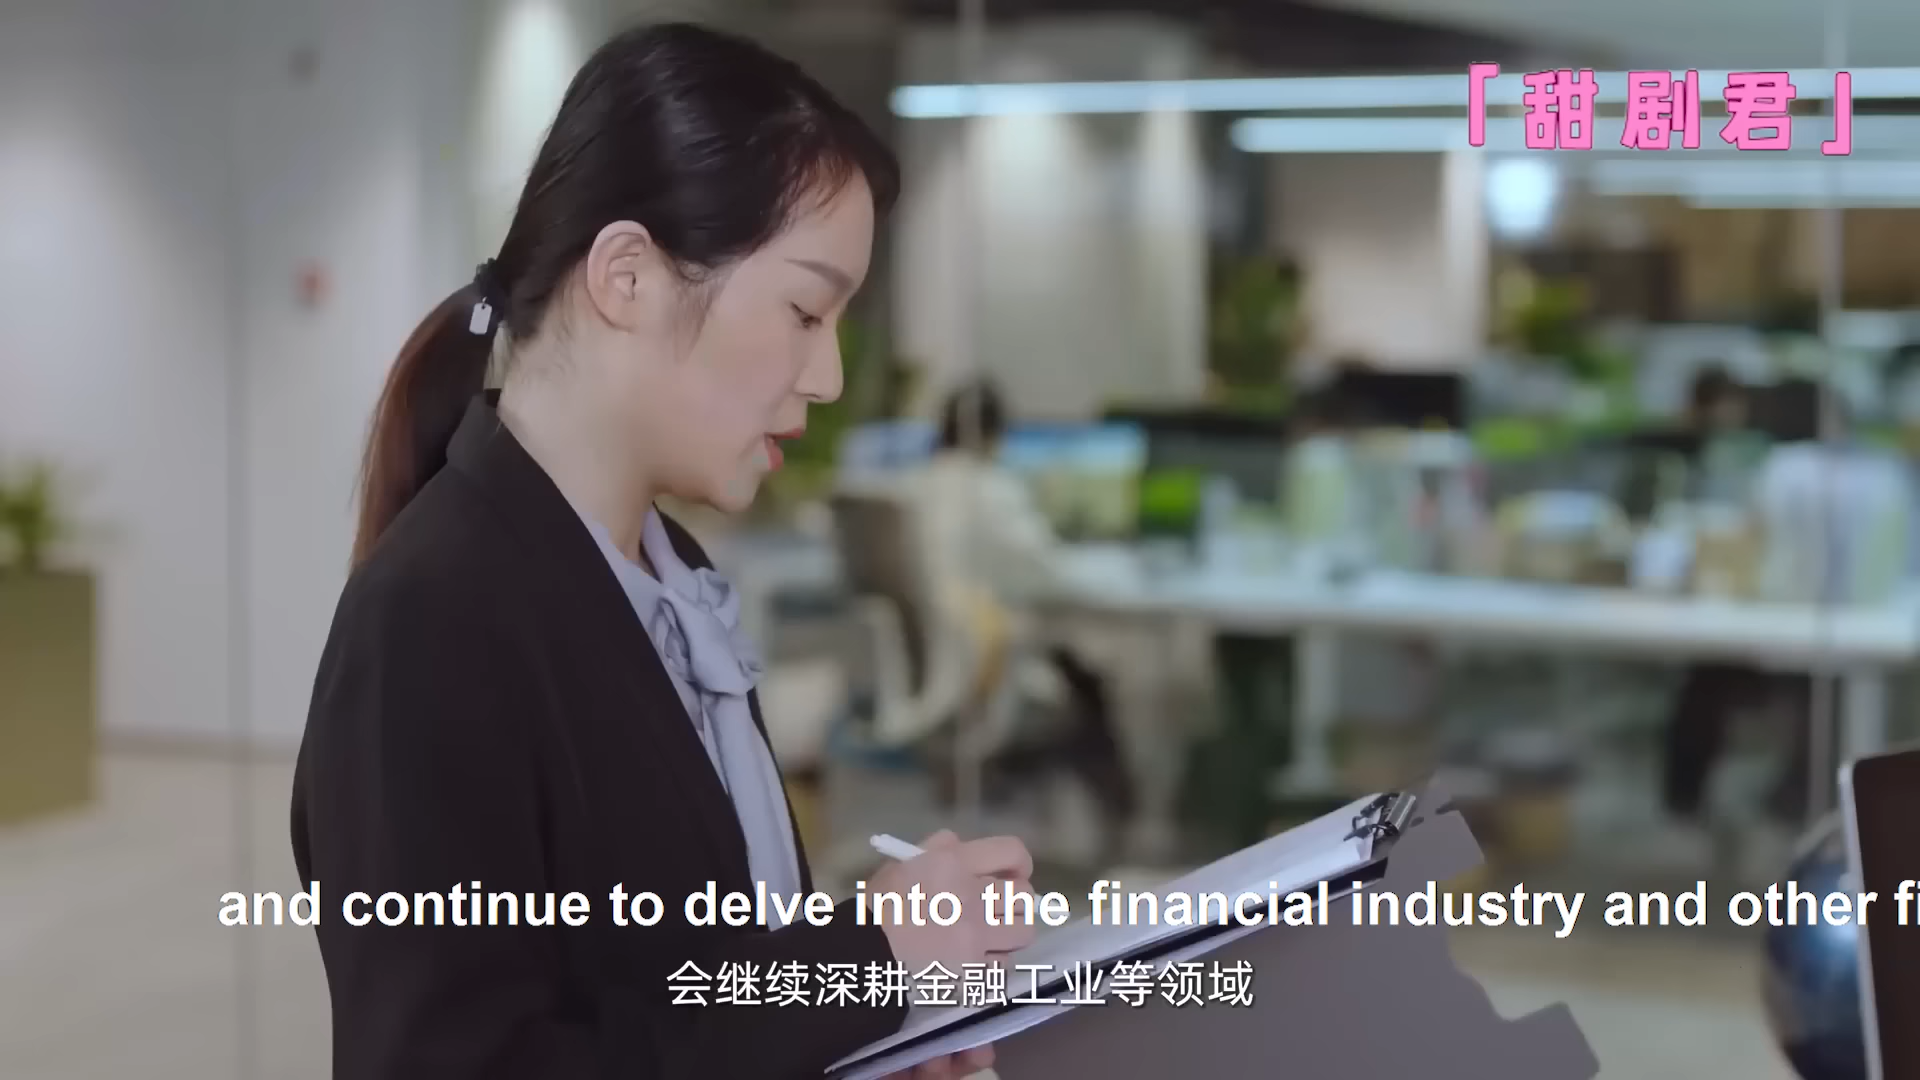 「甜剧君」
and continue to delve into the financial industry and other
会继续深耕金融工业等领域